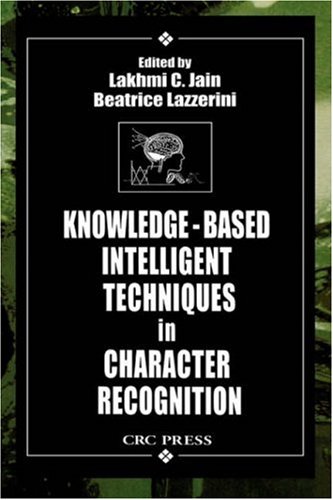 Edited by
Lakhmi C. Jain
Beatrice Lazzerini
KNOWLEDGE-BASED
INTELLIGENT
TECHNIQUES
in
CHARACTER
RECOGNITION
CRC PRESS